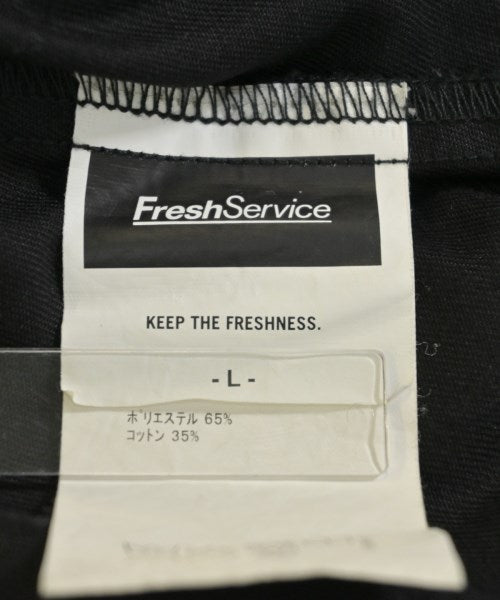 FreshService
KEEP THE FRESHNESS.
- L -
ポリエステル 65%
コットン 35%